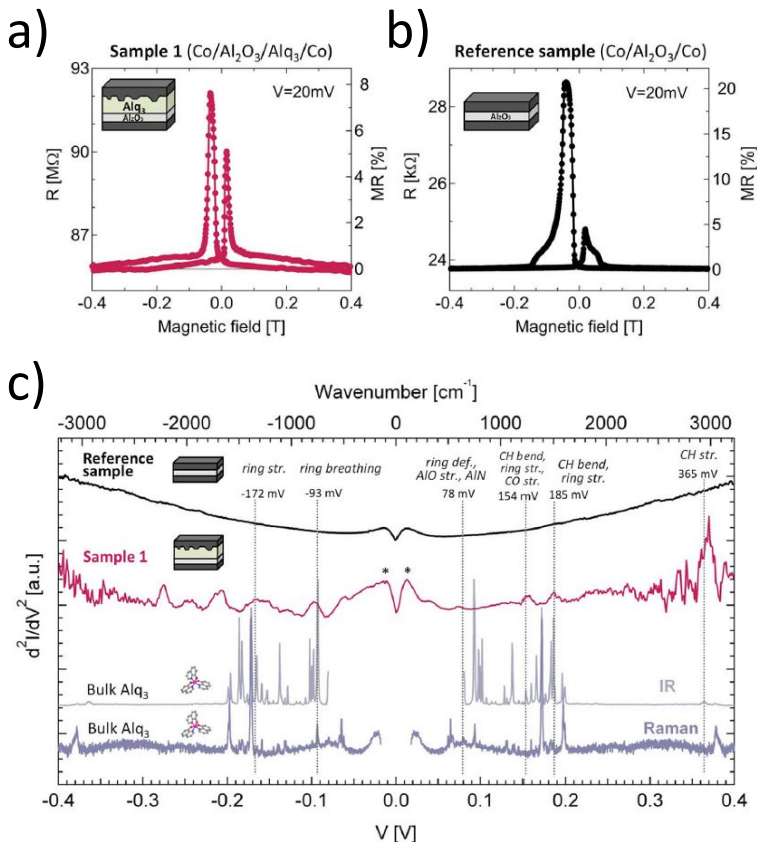 a)
Sample 1 (Co/Al2O3/Alq3/Co)
93
90
87
R [MΩ]
8
6
4
2
0
MR [%]
V=20mV
Alq3
Al2O3
-0.4 -0.2 0.0 0.2 0.4
Magnetic field [T]
b)
Reference sample (Co/Al2O3/Co)
28
26
24
R [kΩ]
20
15
10
5
0
MR [%]
V=20mV
Al2O3
-0.4 -0.2 0.0 0.2 0.4
Magnetic field [T]
c)
Wavenumber [cm-1]
-3000 -2000 -1000 0 1000 2000 3000
Reference
sample
ring str.
-172 mV
ring breathing
-93 mV
ring def.,
AlO str., AlN
78 mV
CH bend,
ring str.,
CO str.
154 mV
CH bend,
ring str.
185 mV
CH str.
365 mV
Sample 1
* *
d2I/dV2 [a.u.]
Bulk Alq3
IR
Bulk Alq3
Raman
-0.4 -0.3 -0.2 -0.1 0.0 0.1 0.2 0.3 0.4
V [V]